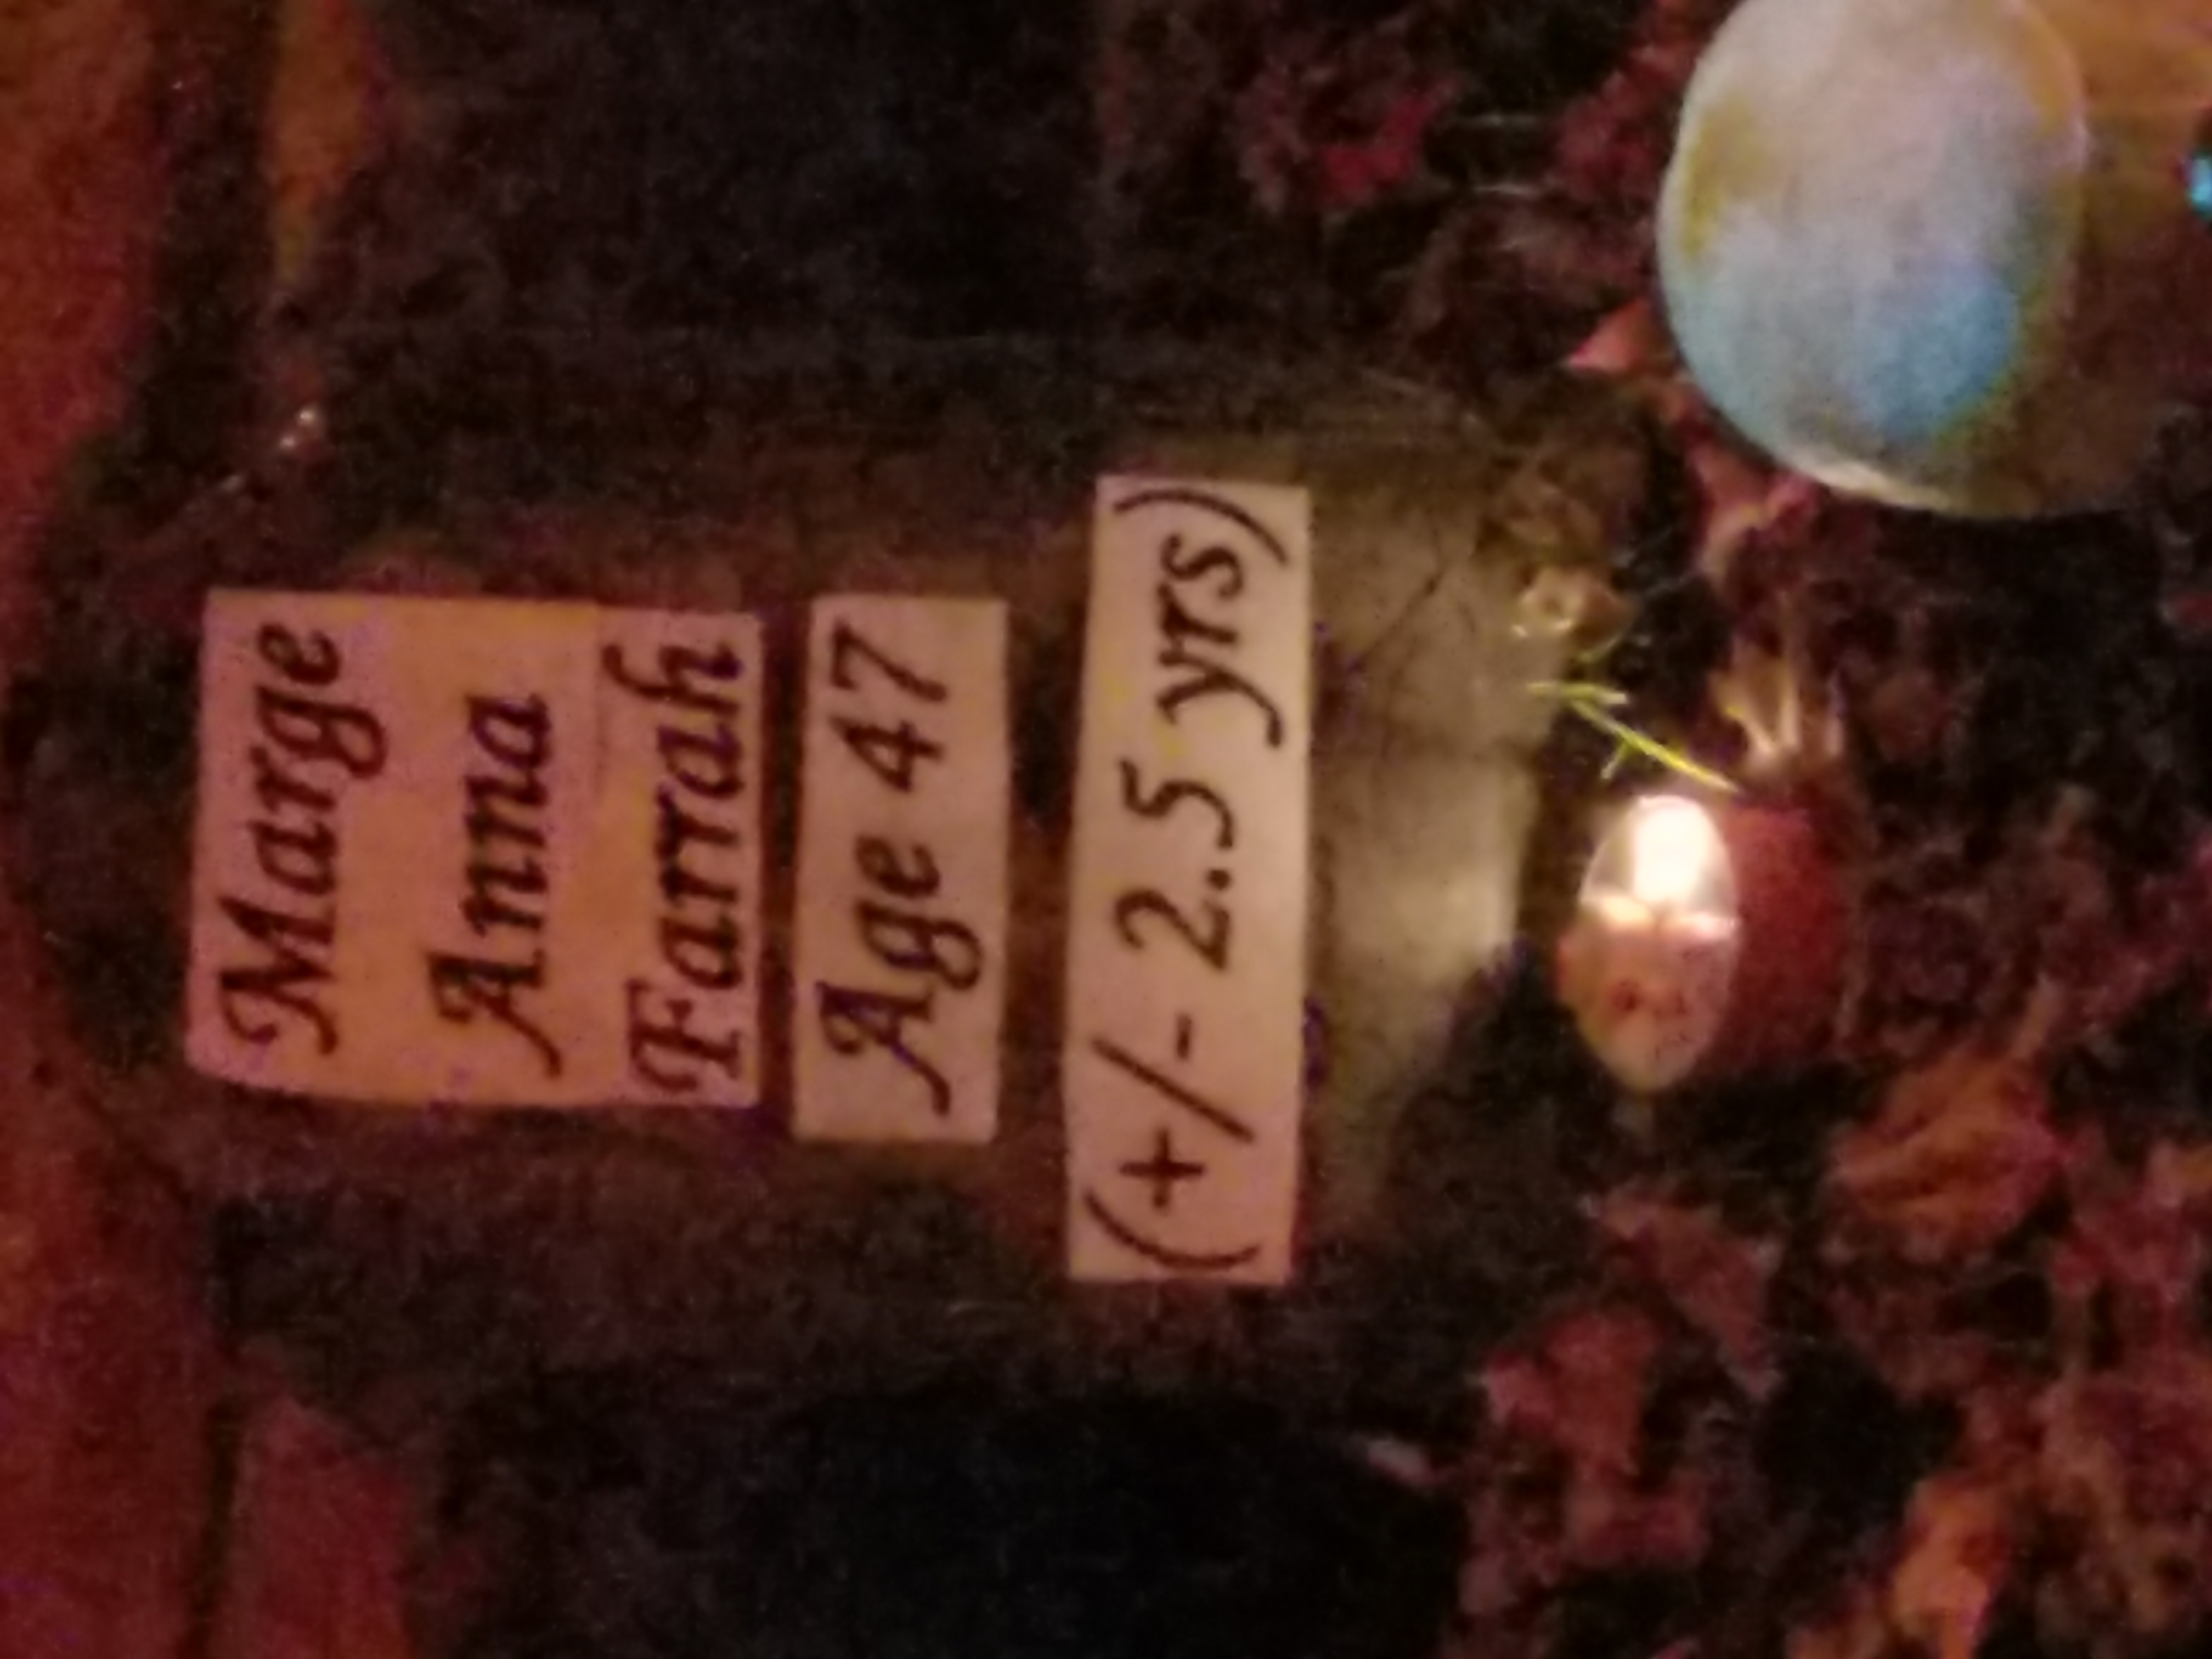 Marge
Anna
Farrah
Age 47
(+/- 2.5 yrs)